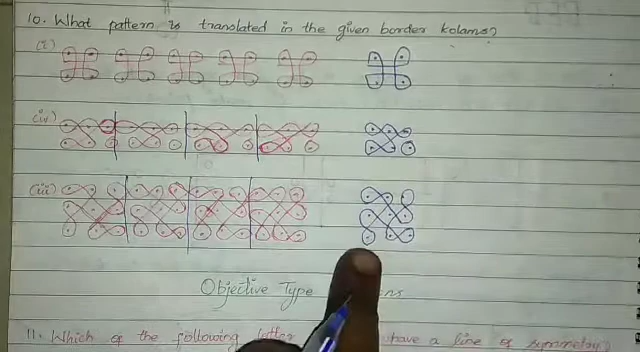 10. What pattern is translated in the given border kolams?
(i)
(iv)
(iii)
Objective Type
11. Which of the following letter have a line of symmetry?